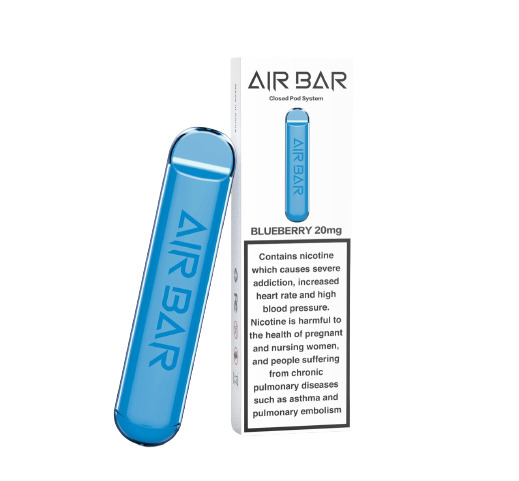 AIR BAR
AIR BAR
Closed Pod System
AIR BAR
BLUEBERRY 20mg
Contains nicotine
which causes severe
addiction, increased
heart rate and high
blood pressure.
Nicotine is harmful to
the health of pregnant
and nursing women,
and people suffering
from chronic
pulmonary diseases
such as asthma and
pulmonary embolism